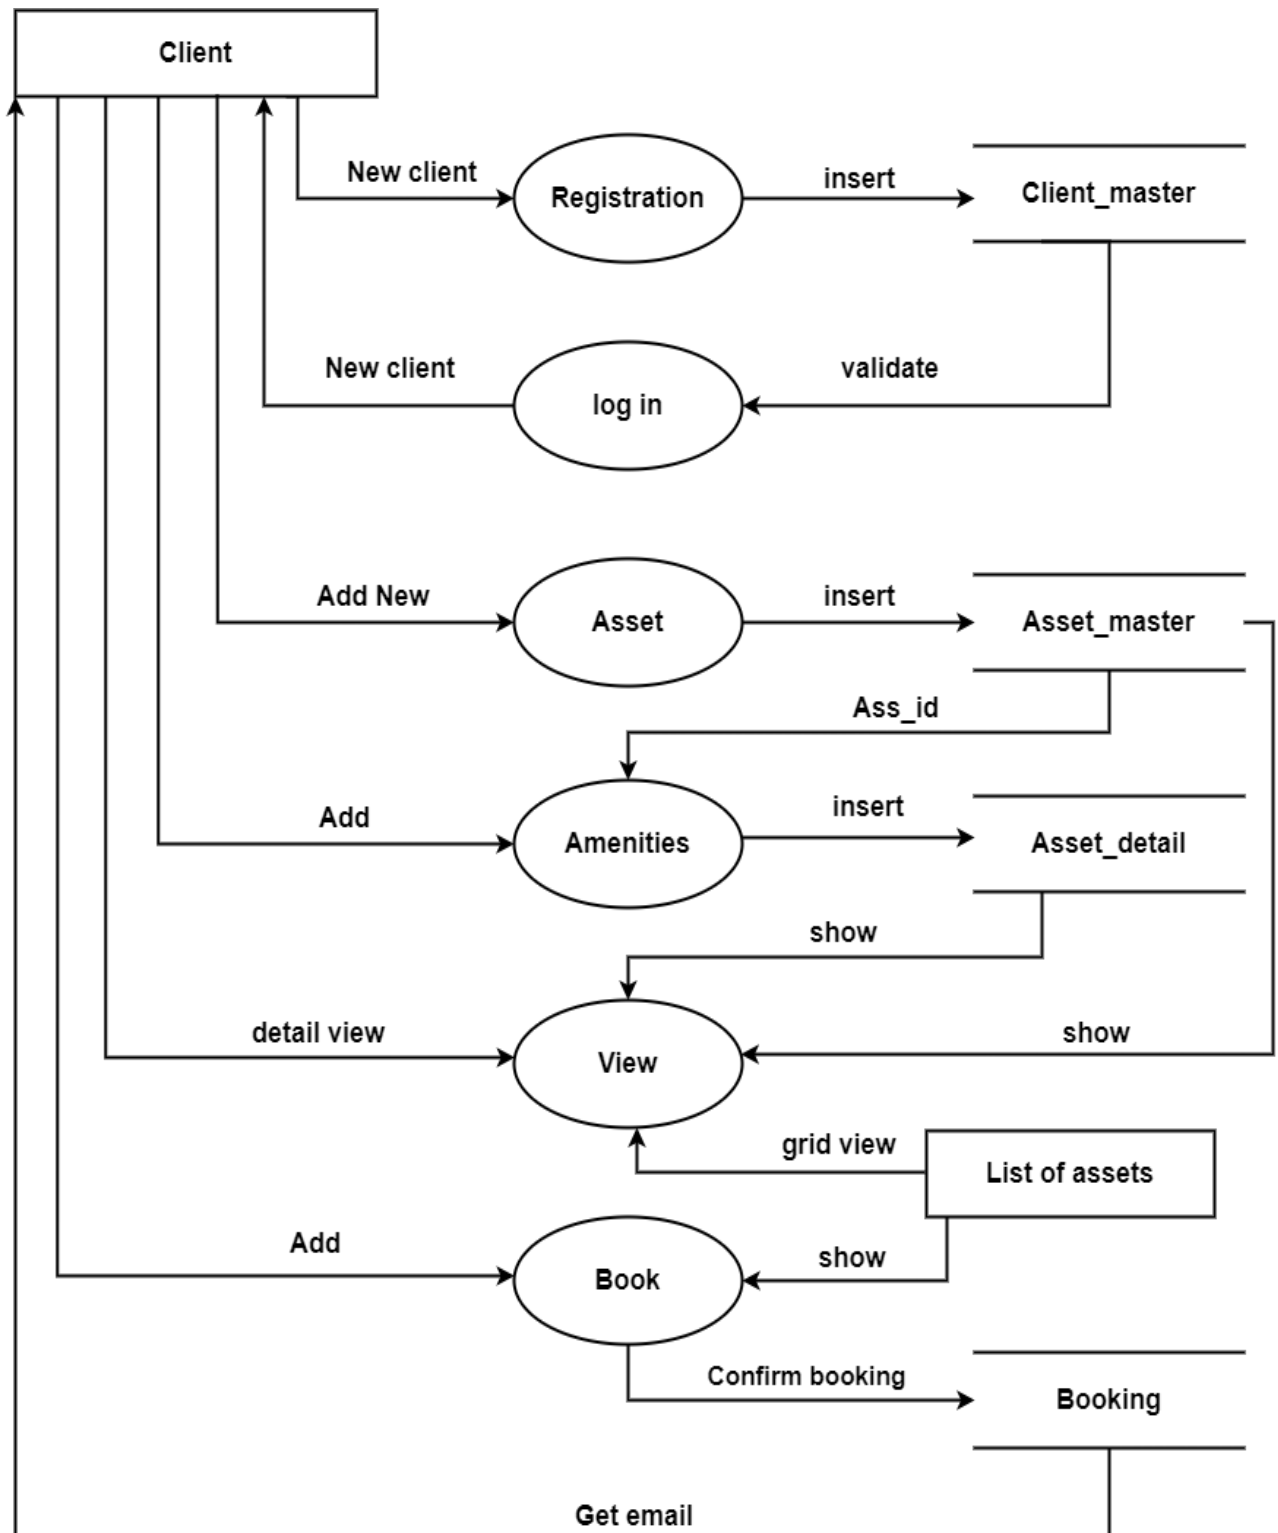 Client
New client
Registration
insert
Client_master
New client
log in
validate
Add New
Asset
insert
Asset_master
Ass_id
Add
Amenities
insert
Asset_detail
show
detail view
View
show
grid view
List of assets
Add
Book
show
Confirm booking
Booking
Get email